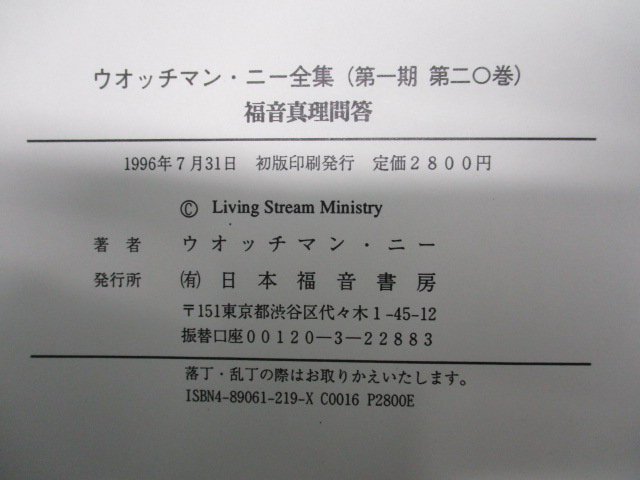 ウオッチマン・ニー全集（第一期 第二〇巻）
福音真理問答
1996年7月31日 初版印刷発行 定価2800円
© Living Stream Ministry
著者 ウオッチマン・ニー
発行所 ㈲日本福音書房
〒151東京都渋谷区代々木1-45-12
振替口座00120-3-22883
落丁・乱丁の際はお取りかえいたします。
ISBN4-89061-219-X C0016 P2800E